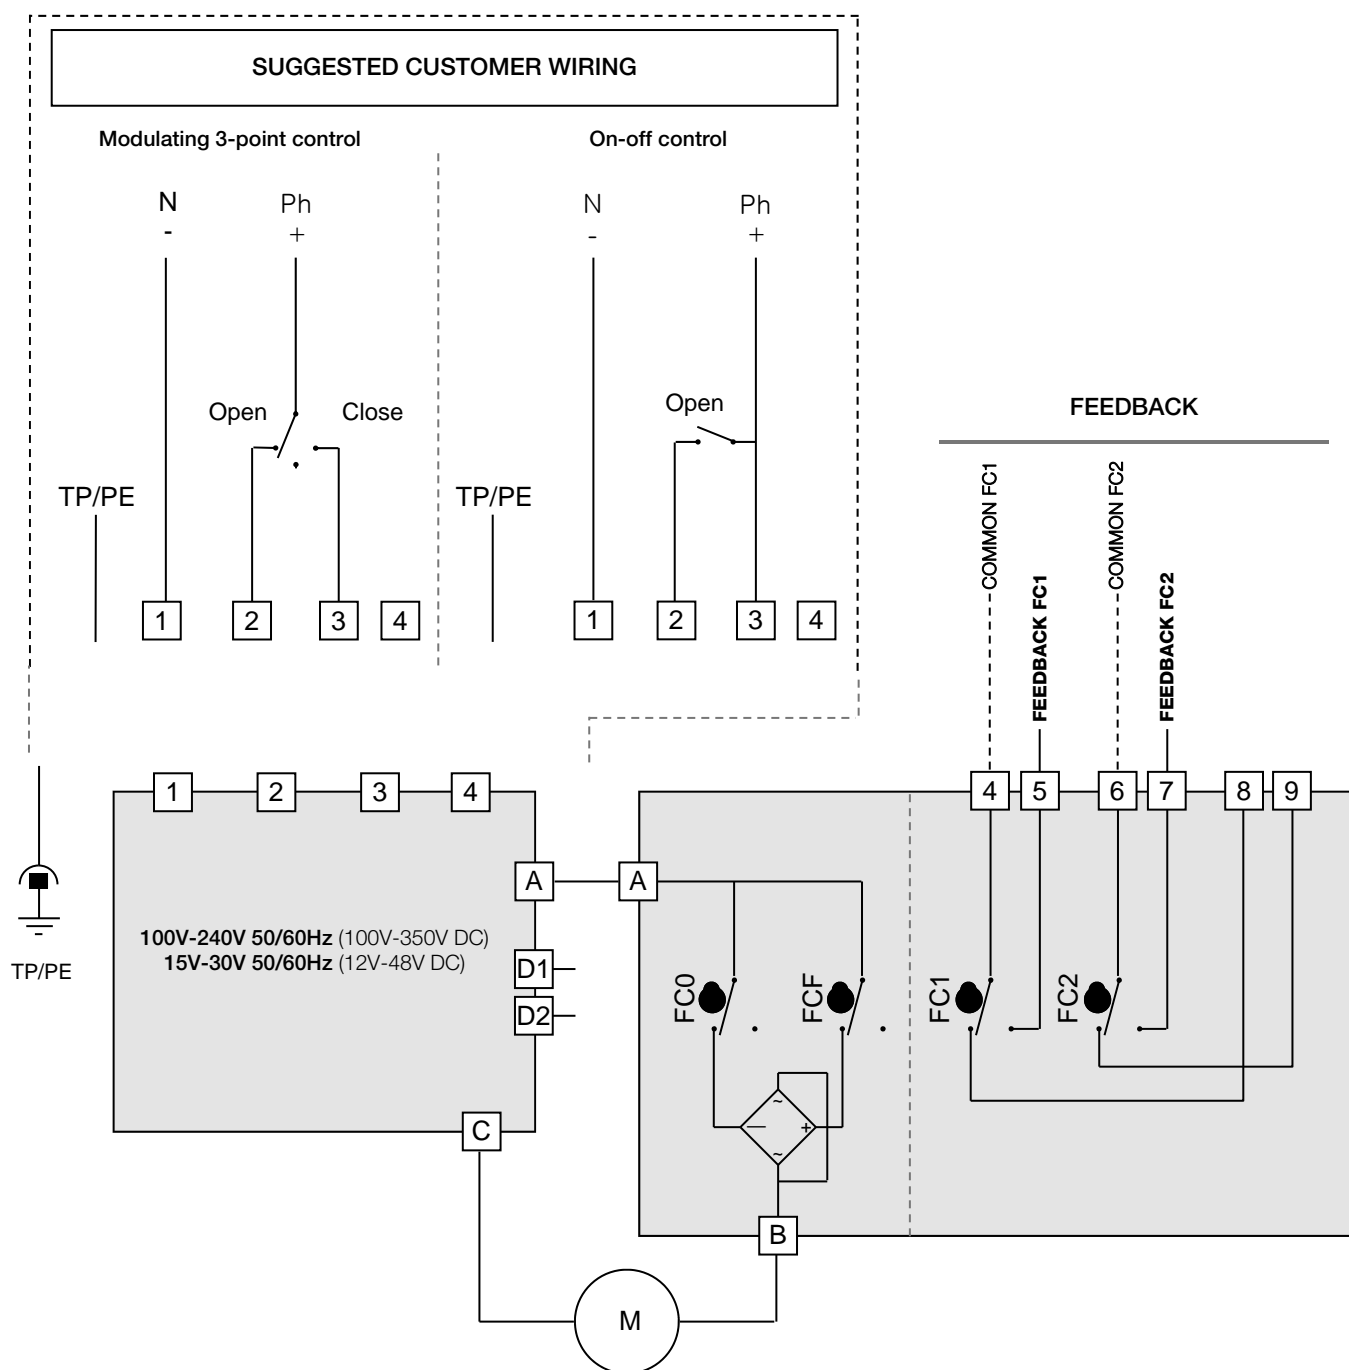 SUGGESTED CUSTOMER WIRING
Modulating 3-point control
On-off control
N
Ph
N
Ph
-
+
-
+
Open
Close
Open
FEEDBACK
TP/PE
TP/PE
COMMON FC1
FEEDBACK FC1
COMMON FC2
FEEDBACK FC2
1
2
3
4
1
2
3
4
1
2
3
4
4
5
6
7
8
9
A
A
100V-240V 50/60Hz (100V-350V DC)
15V-30V 50/60Hz (12V-48V DC)
D1
D2
TP/PE
FC0
FCF
FC1
FC2
~
— +
~
C
B
M